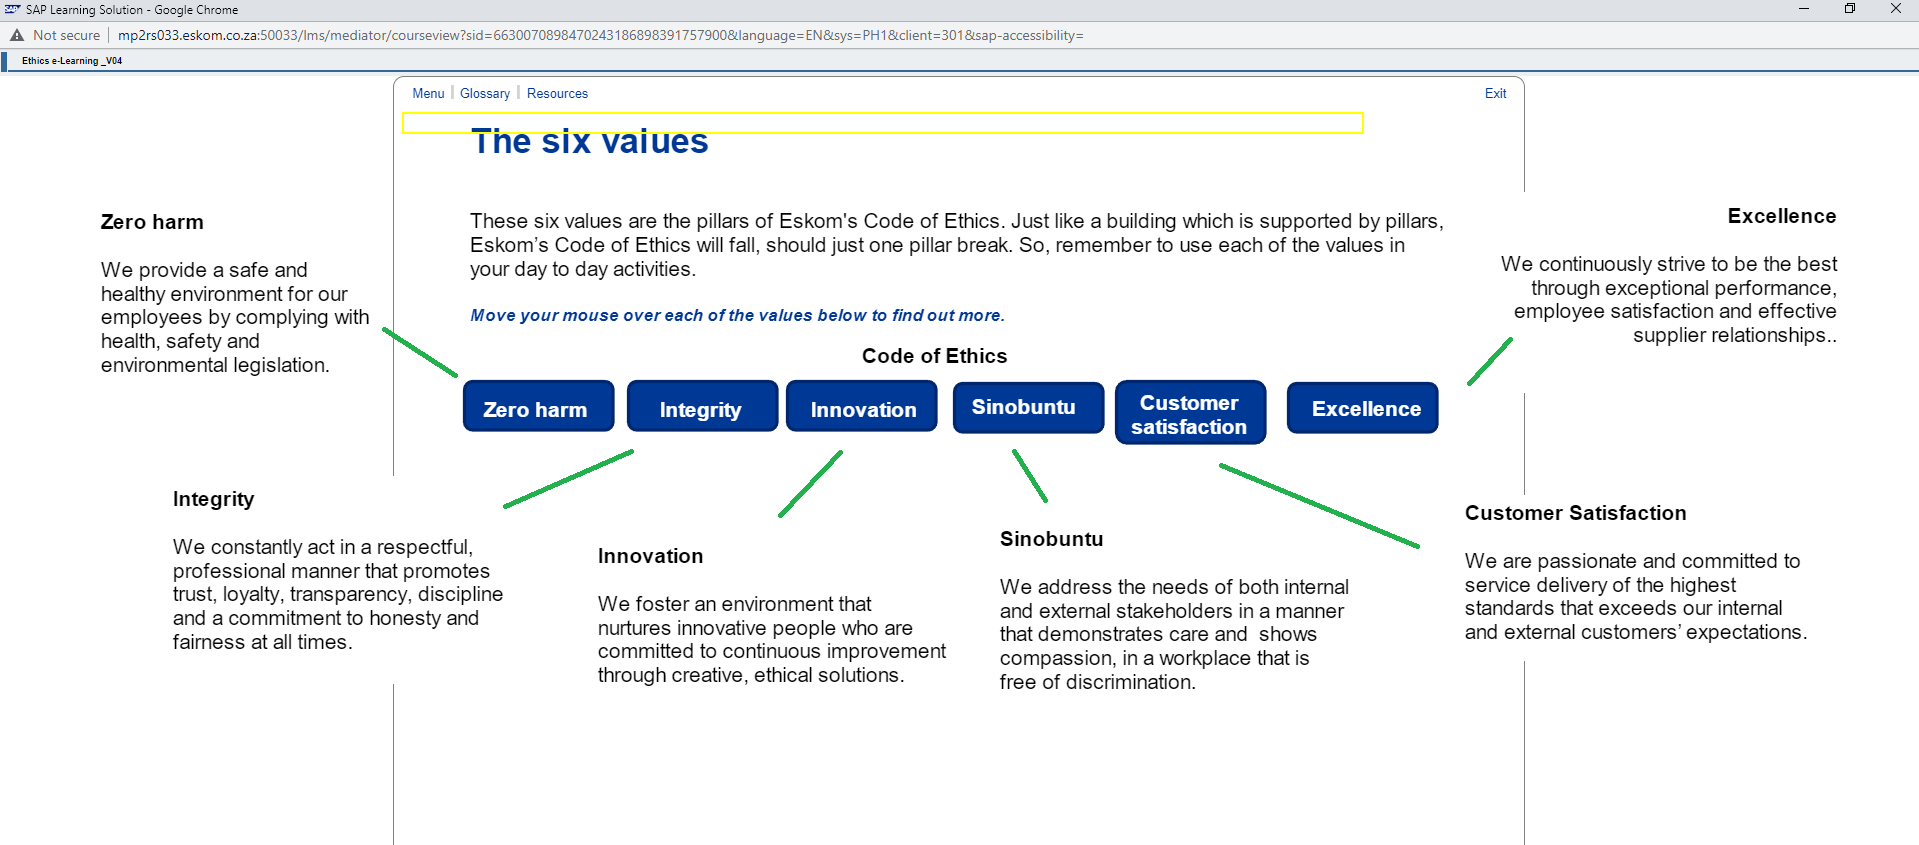 SAP Learning Solution - Google Chrome
Not secure | mp2rs033.eskom.co.za:50033/lms/mediator/courseview?sid=6630070898470243186898391757900&language=EN&sys=PH1&client=301&sap-accessibility=
Ethics e-Learning _V04
Menu Glossary Resources Exit
The six values
These six values are the pillars of Eskom's Code of Ethics. Just like a building which is supported by pillars,
Eskom’s Code of Ethics will fall, should just one pillar break. So, remember to use each of the values in
your day to day activities.
Move your mouse over each of the values below to find out more.
Code of Ethics
Zero harm
Integrity
Innovation
Sinobuntu
Customer
satisfaction
Excellence
Zero harm
We provide a safe and
healthy environment for our
employees by complying with
health, safety and
environmental legislation.
Integrity
We constantly act in a respectful,
professional manner that promotes
trust, loyalty, transparency, discipline
and a commitment to honesty and
fairness at all times.
Innovation
We foster an environment that
nurtures innovative people who are
committed to continuous improvement
through creative, ethical solutions.
Sinobuntu
We address the needs of both internal
and external stakeholders in a manner
that demonstrates care and  shows
compassion, in a workplace that is
free of discrimination.
Customer Satisfaction
We are passionate and committed to
service delivery of the highest
standards that exceeds our internal
and external customers’ expectations.
Excellence
We continuously strive to be the best
through exceptional performance,
employee satisfaction and effective
supplier relationships..